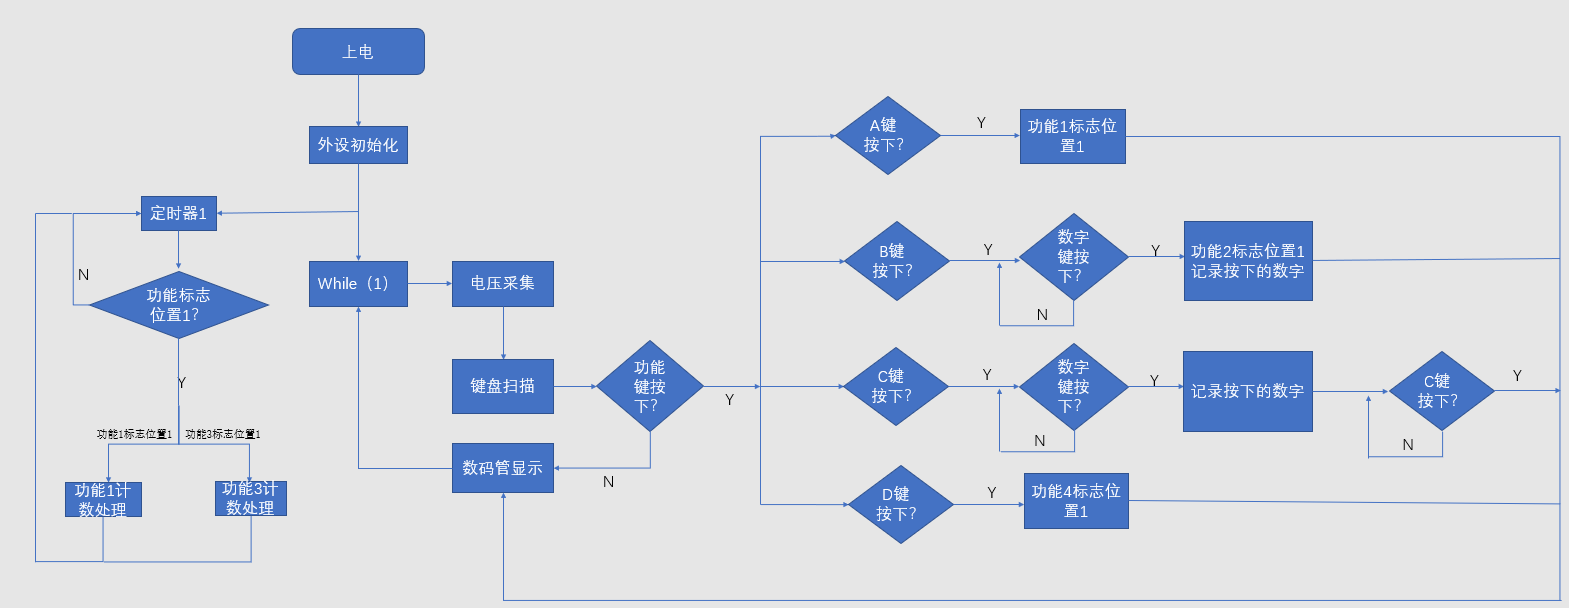 上电
外设初始化
定时器1
N
功能标志
位置1？
Y
功能1标志位置1
功能3标志位置1
功能1计
数处理
功能3计
数处理
While（1）
电压采集
键盘扫描
功能
键按
下？
Y
N
数码管显示
A键
按下？
Y
功能1标志位
置1
B键
按下？
Y
数字
键按
下？
N
Y
功能2标志位置1
记录按下的数字
C键
按下？
Y
数字
键按
下？
N
Y
记录按下的数字
C键
按下？
N
Y
D键
按下？
Y
功能4标志位
置1